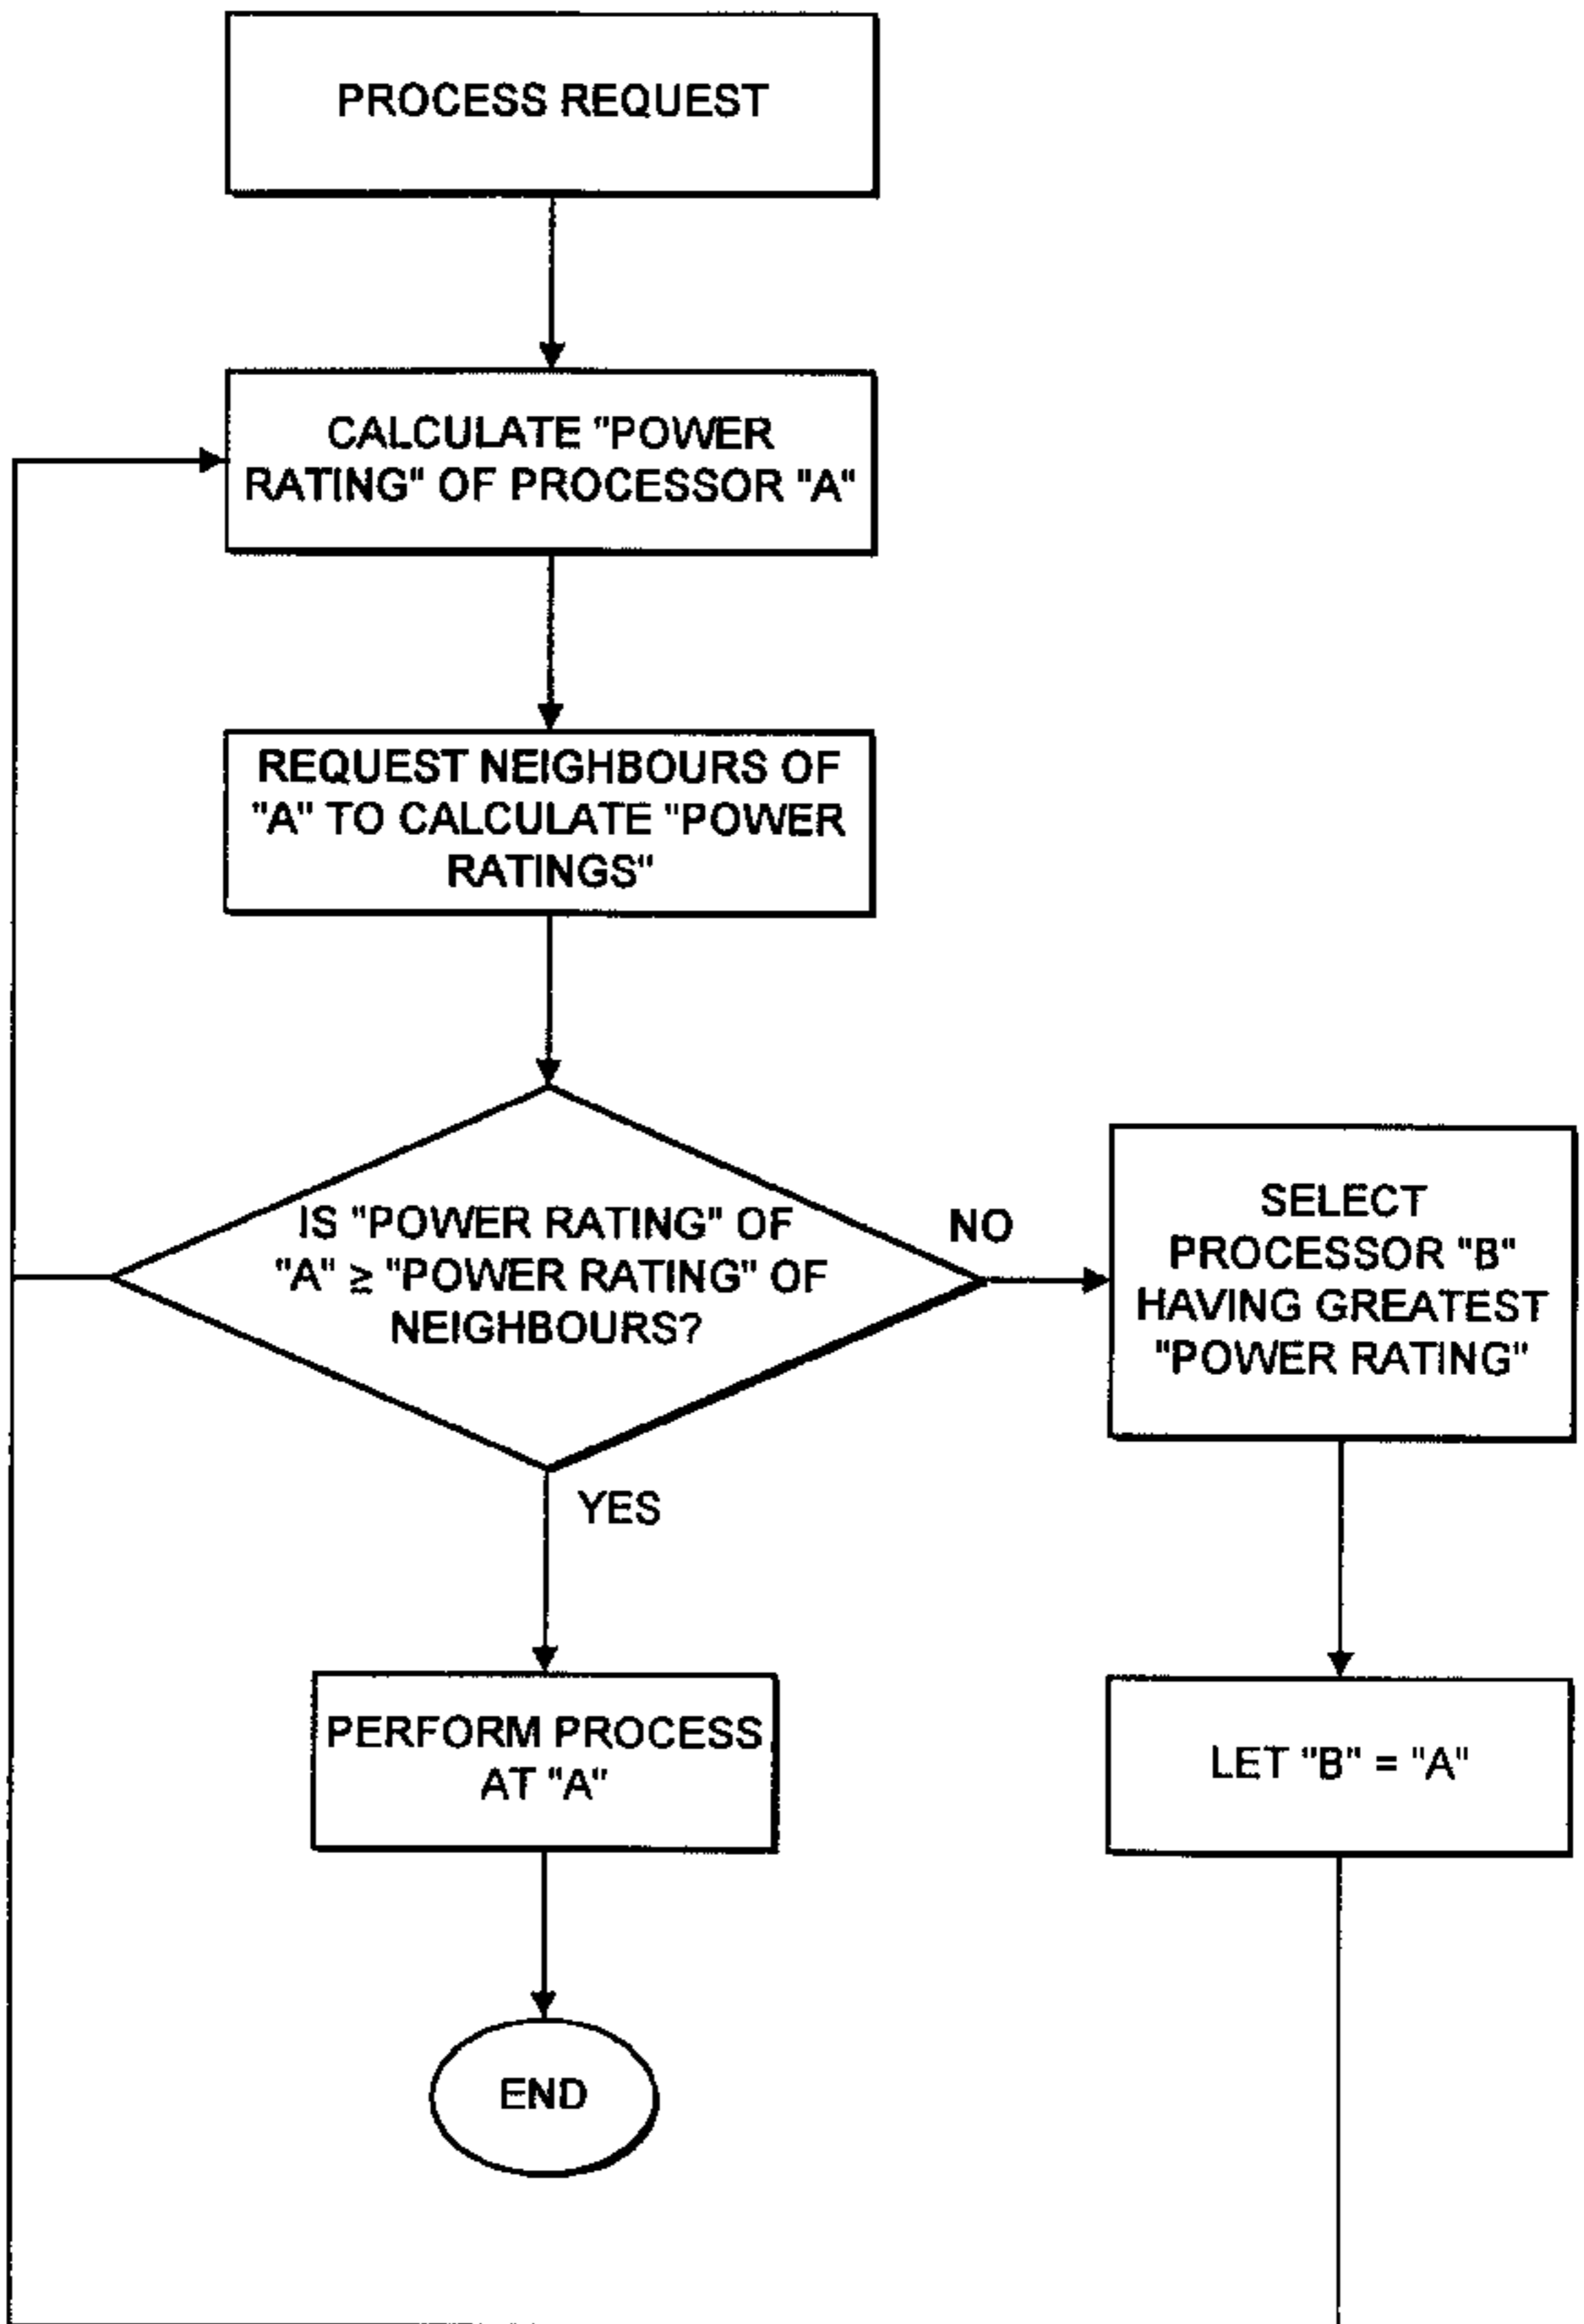 PROCESS REQUEST
CALCULATE "POWER
RATING" OF PROCESSOR "A"
REQUEST NEIGHBOURS OF
"A" TO CALCULATE "POWER
RATINGS"
IS "POWER RATING" OF
"A" ≥ "POWER RATING" OF
NEIGHBOURS?
NO
SELECT
PROCESSOR "B"
HAVING GREATEST
"POWER RATING"
YES
PERFORM PROCESS
AT "A"
LET "B" = "A"
END